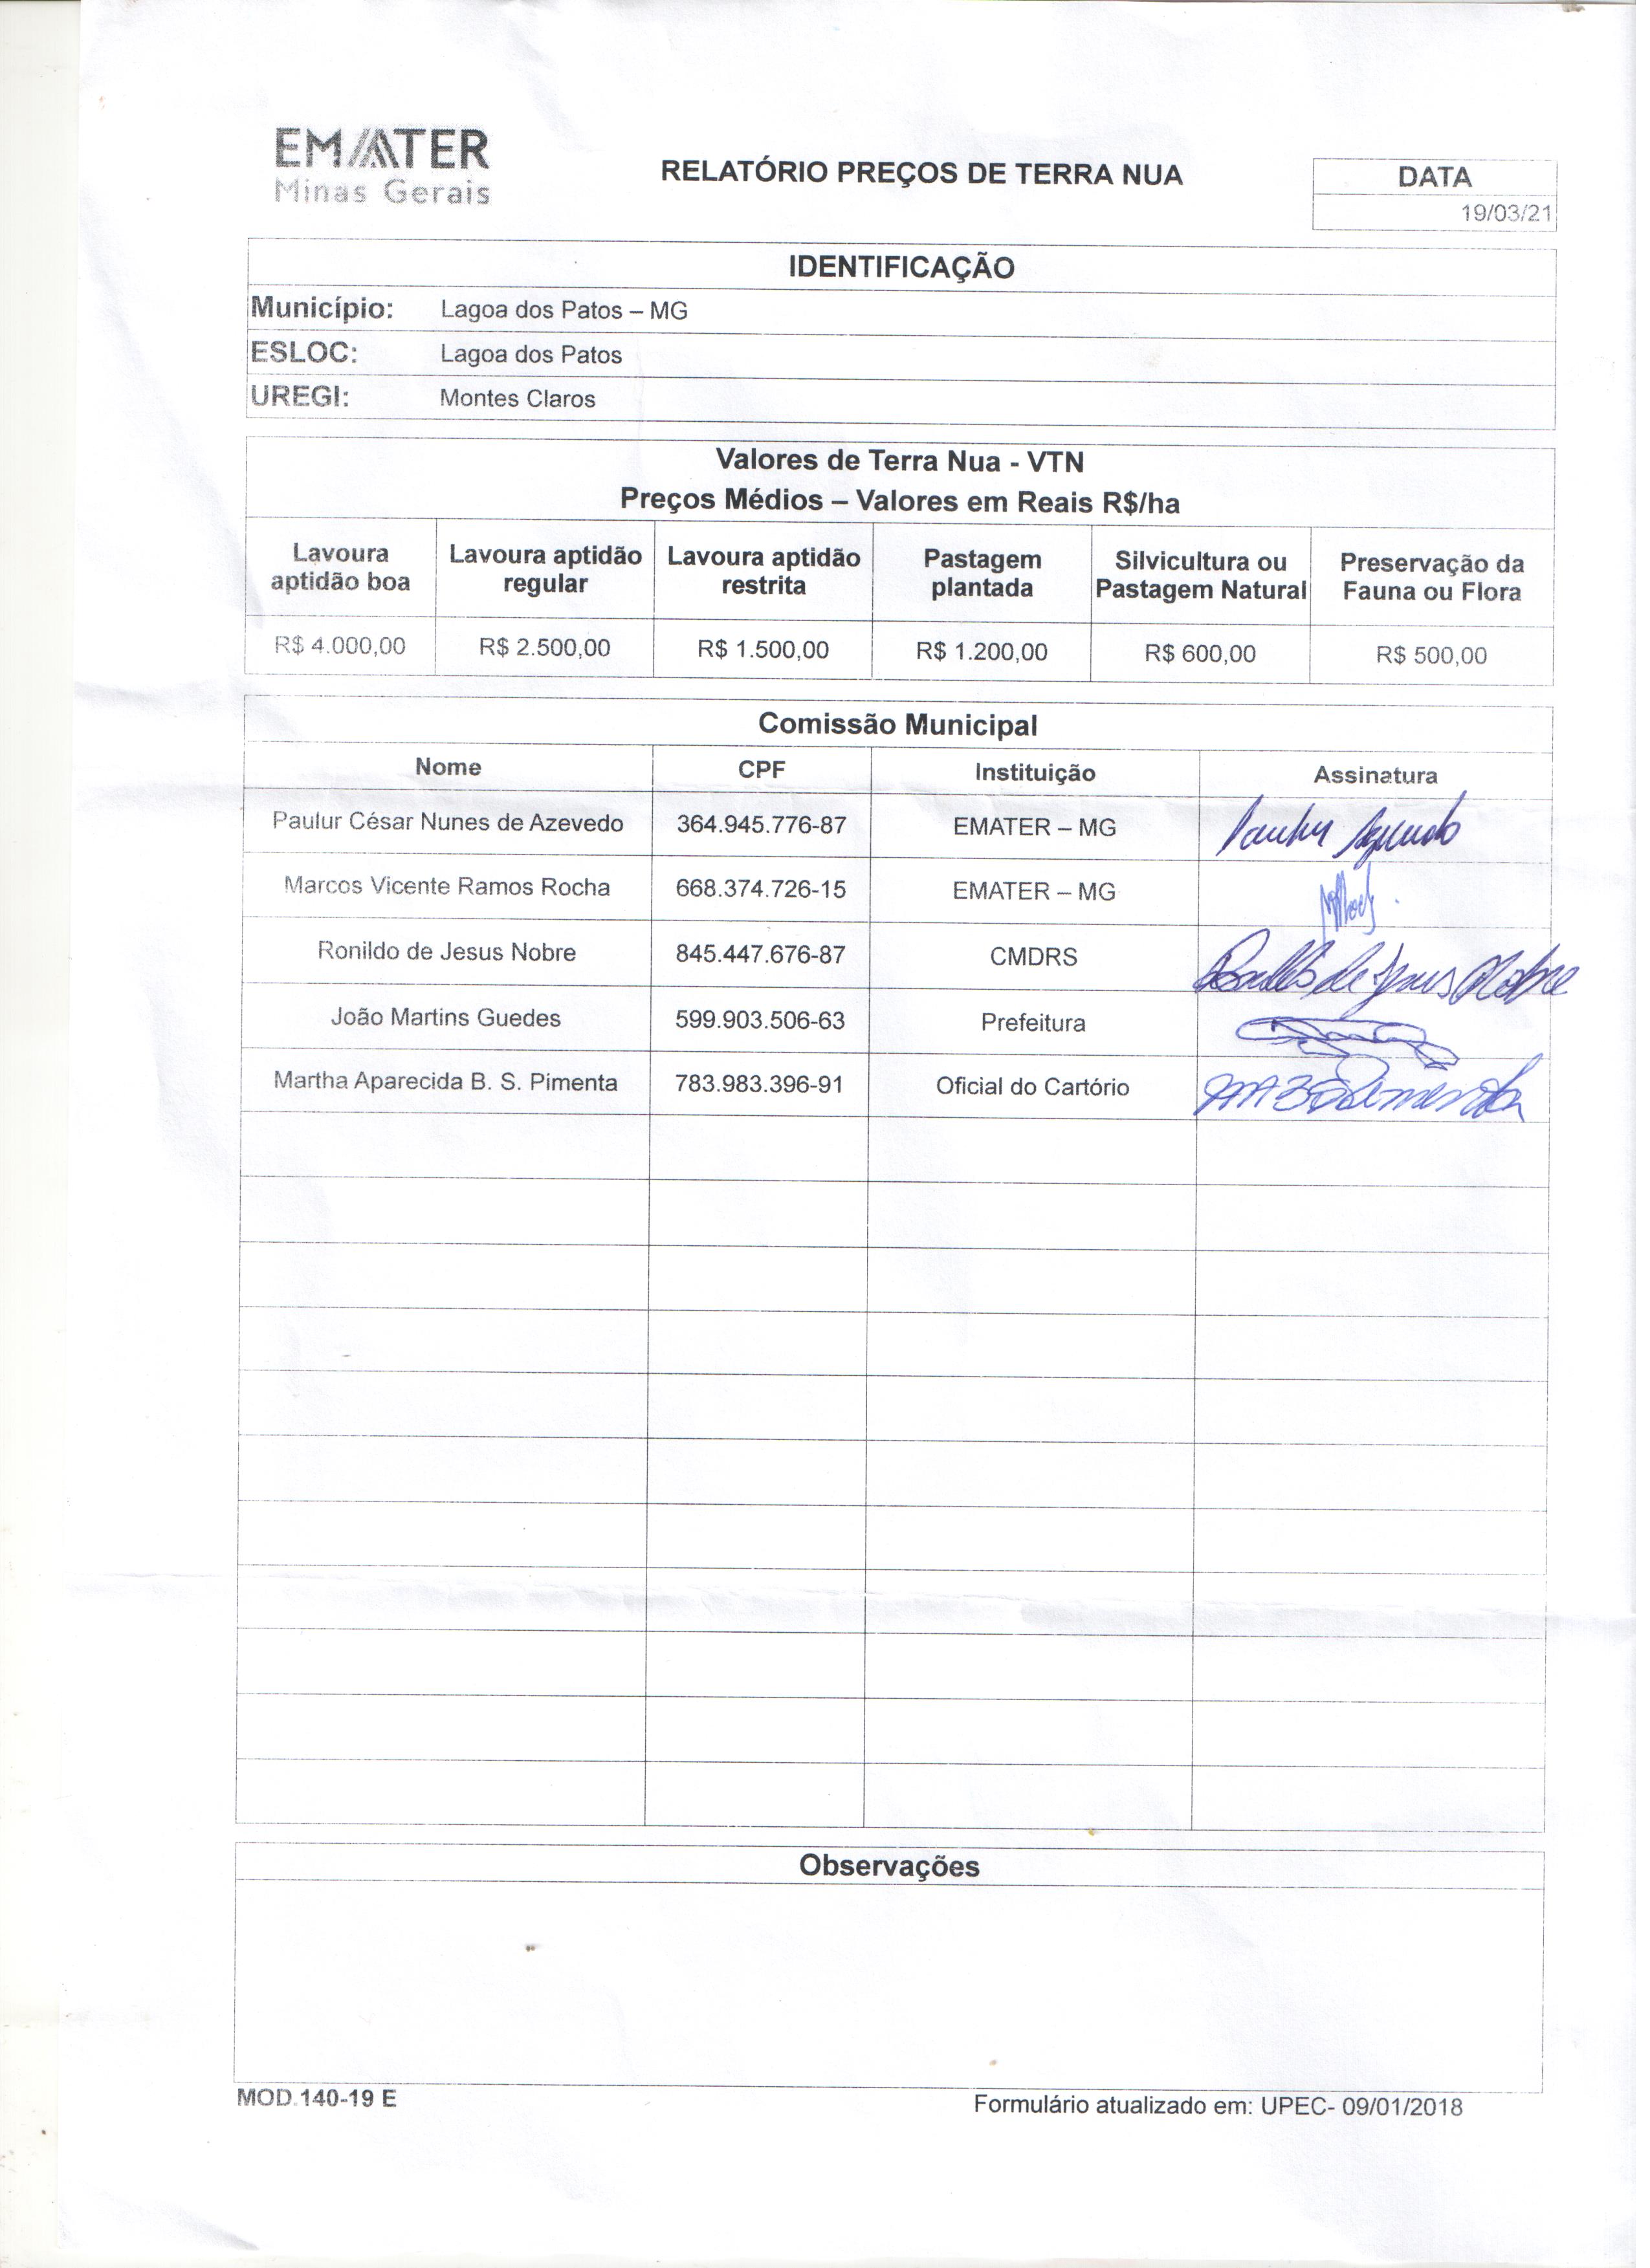 EMATER
Minas Gerais
RELATÓRIO PREÇOS DE TERRA NUA
DATA
19/03/21
IDENTIFICAÇÃO
Município: Lagoa dos Patos – MG
ESLOC: Lagoa dos Patos
UREGI: Montes Claros
Valores de Terra Nua - VTN
Preços Médios – Valores em Reais R$/ha
Lavoura aptidão boa
Lavoura aptidão regular
Lavoura aptidão restrita
Pastagem plantada
Silvicultura ou Pastagem Natural
Preservação da Fauna ou Flora
R$ 4.000,00 R$ 2.500,00 R$ 1.500,00 R$ 1.200,00 R$ 600,00 R$ 500,00
Comissão Municipal
Nome CPF Instituição Assinatura
Paulur César Nunes de Azevedo 364.945.776-87 EMATER – MG Paulur Azevedo
Marcos Vicente Ramos Rocha 668.374.726-15 EMATER – MG
Ronildo de Jesus Nobre 845.447.676-87 CMDRS Ronildo de Jesus Nobre
João Martins Guedes 599.903.506-63 Prefeitura
Martha Aparecida B. S. Pimenta 783.983.396-91 Oficial do Cartório MABSPimenta
Observações
MOD.140-19 E
Formulário atualizado em: UPEC- 09/01/2018